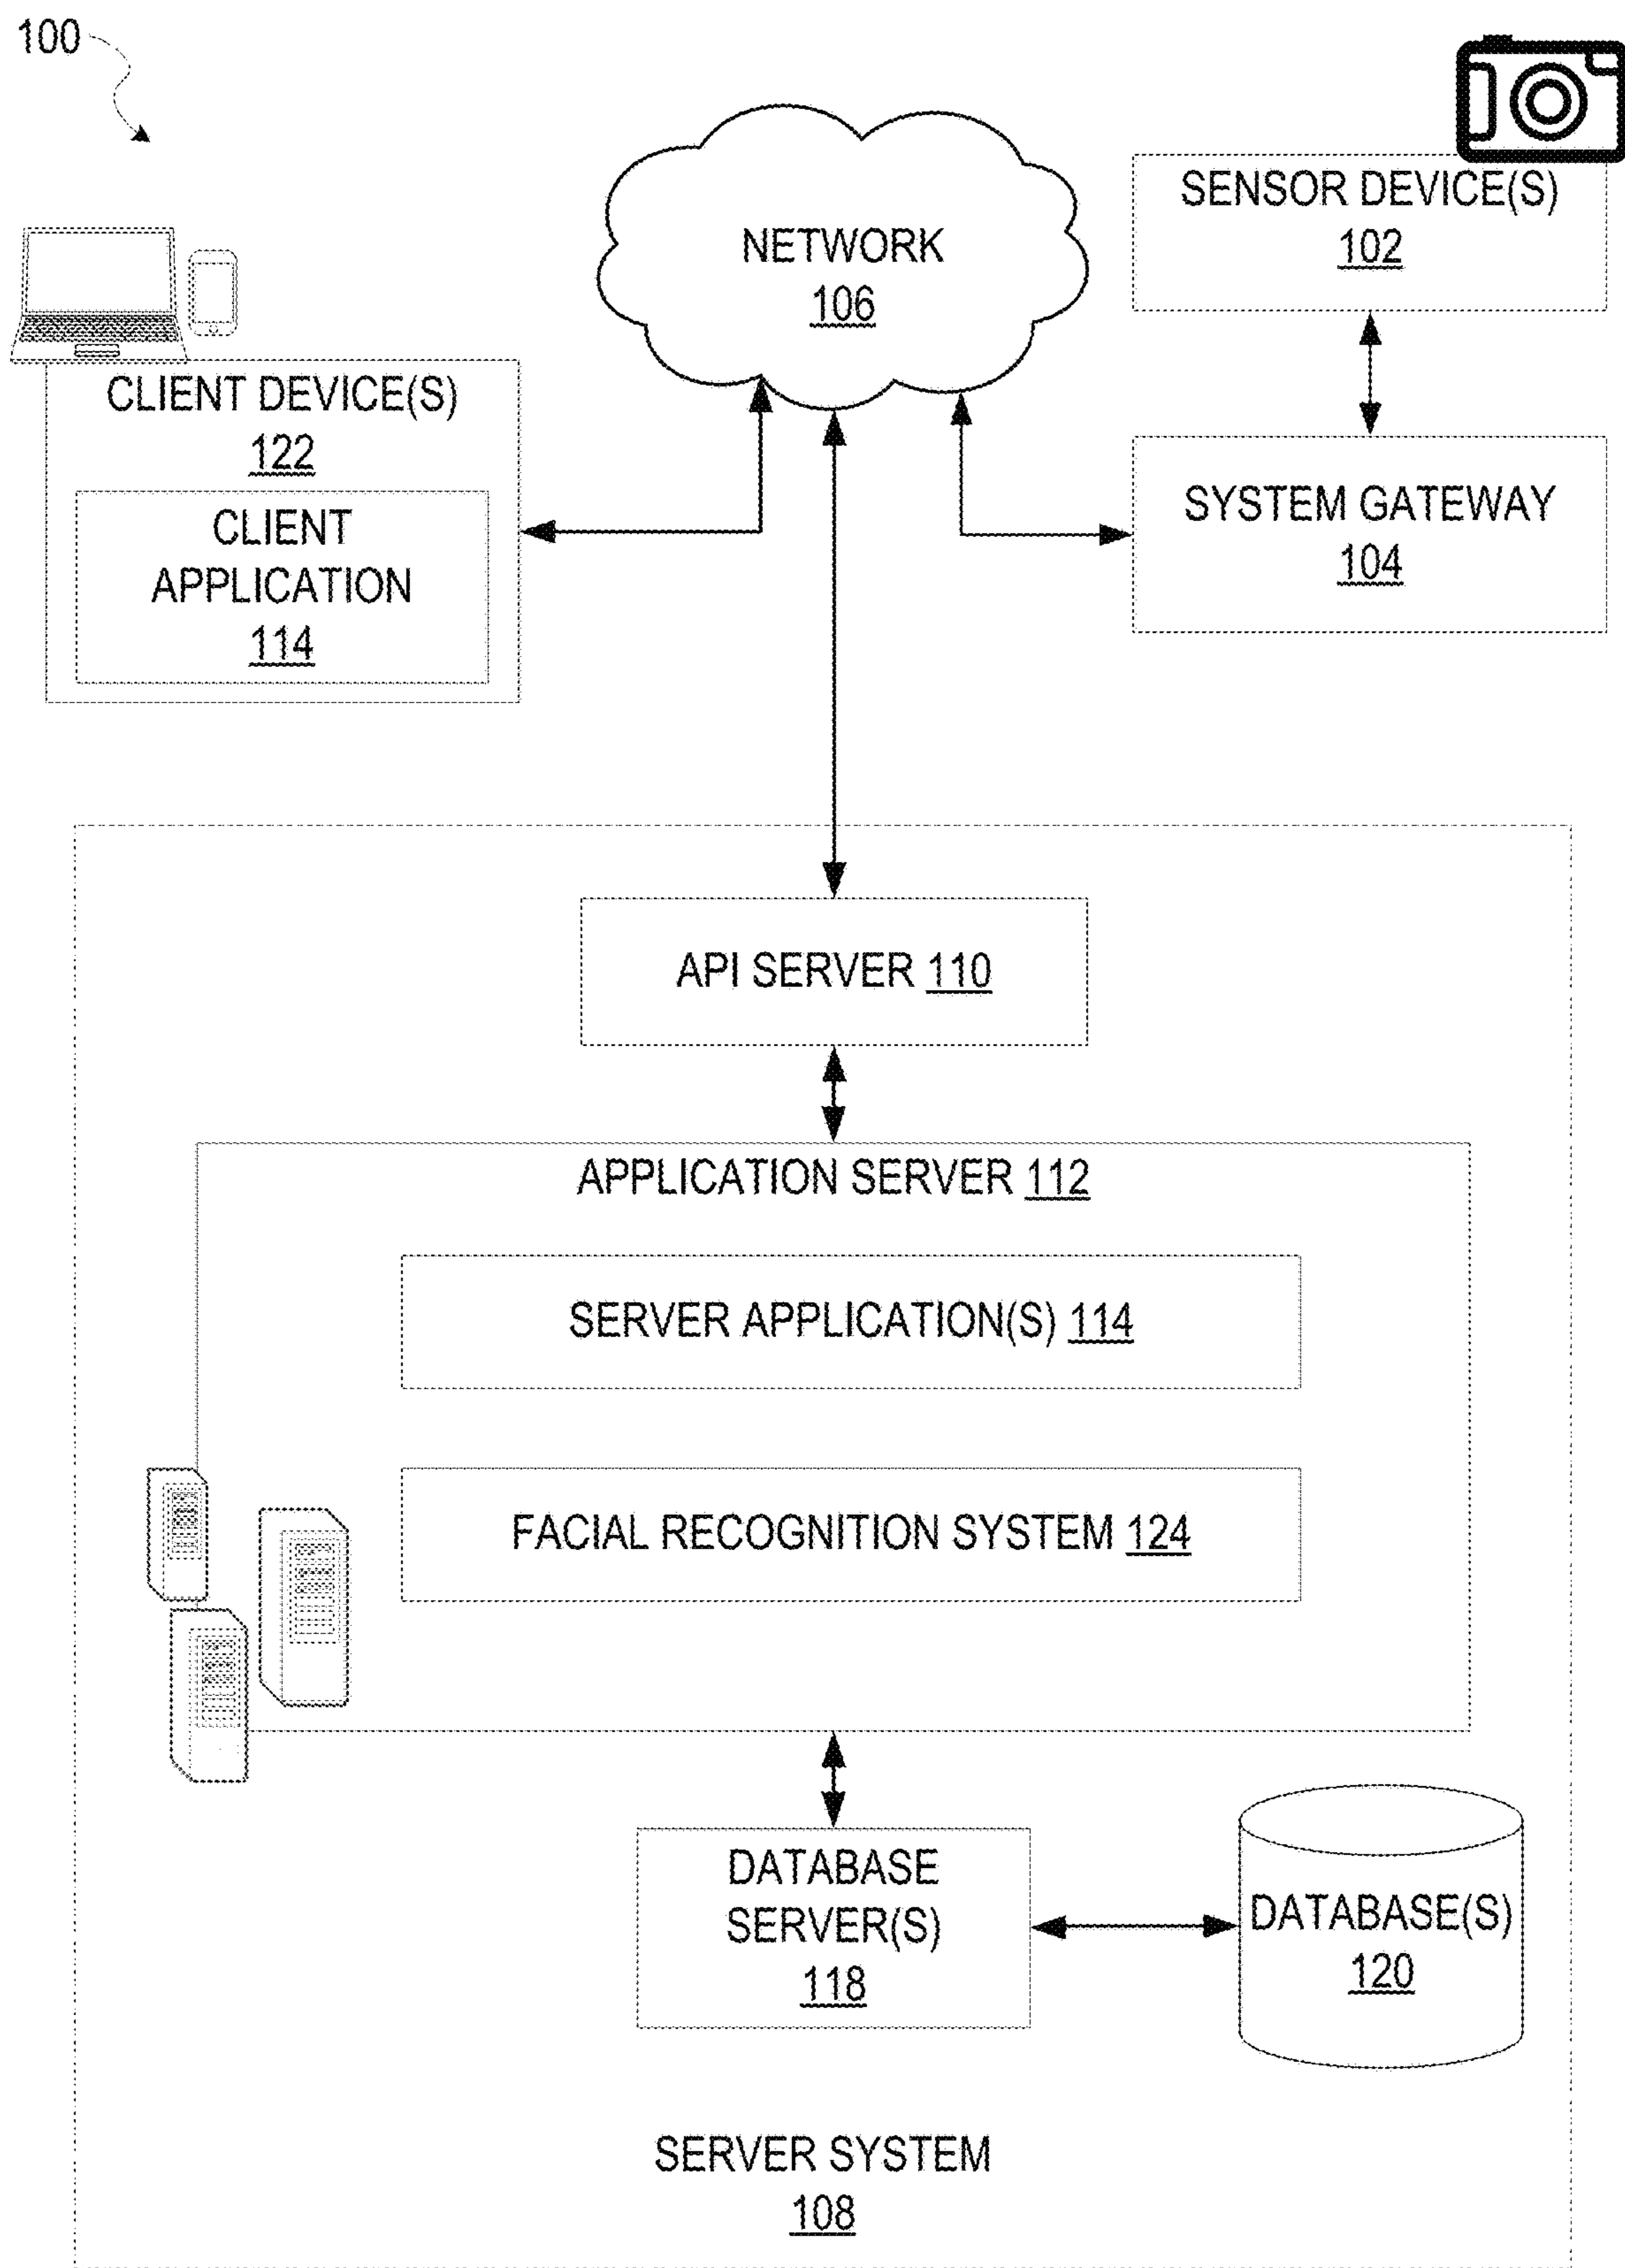 100
NETWORK
106
SENSOR DEVICE(S)
102
CLIENT DEVICE(S)
122
CLIENT
APPLICATION
114
SYSTEM GATEWAY
104
API SERVER 110
APPLICATION SERVER 112
SERVER APPLICATION(S) 114
FACIAL RECOGNITION SYSTEM 124
DATABASE
SERVER(S)
118
DATABASE(S)
120
SERVER SYSTEM
108